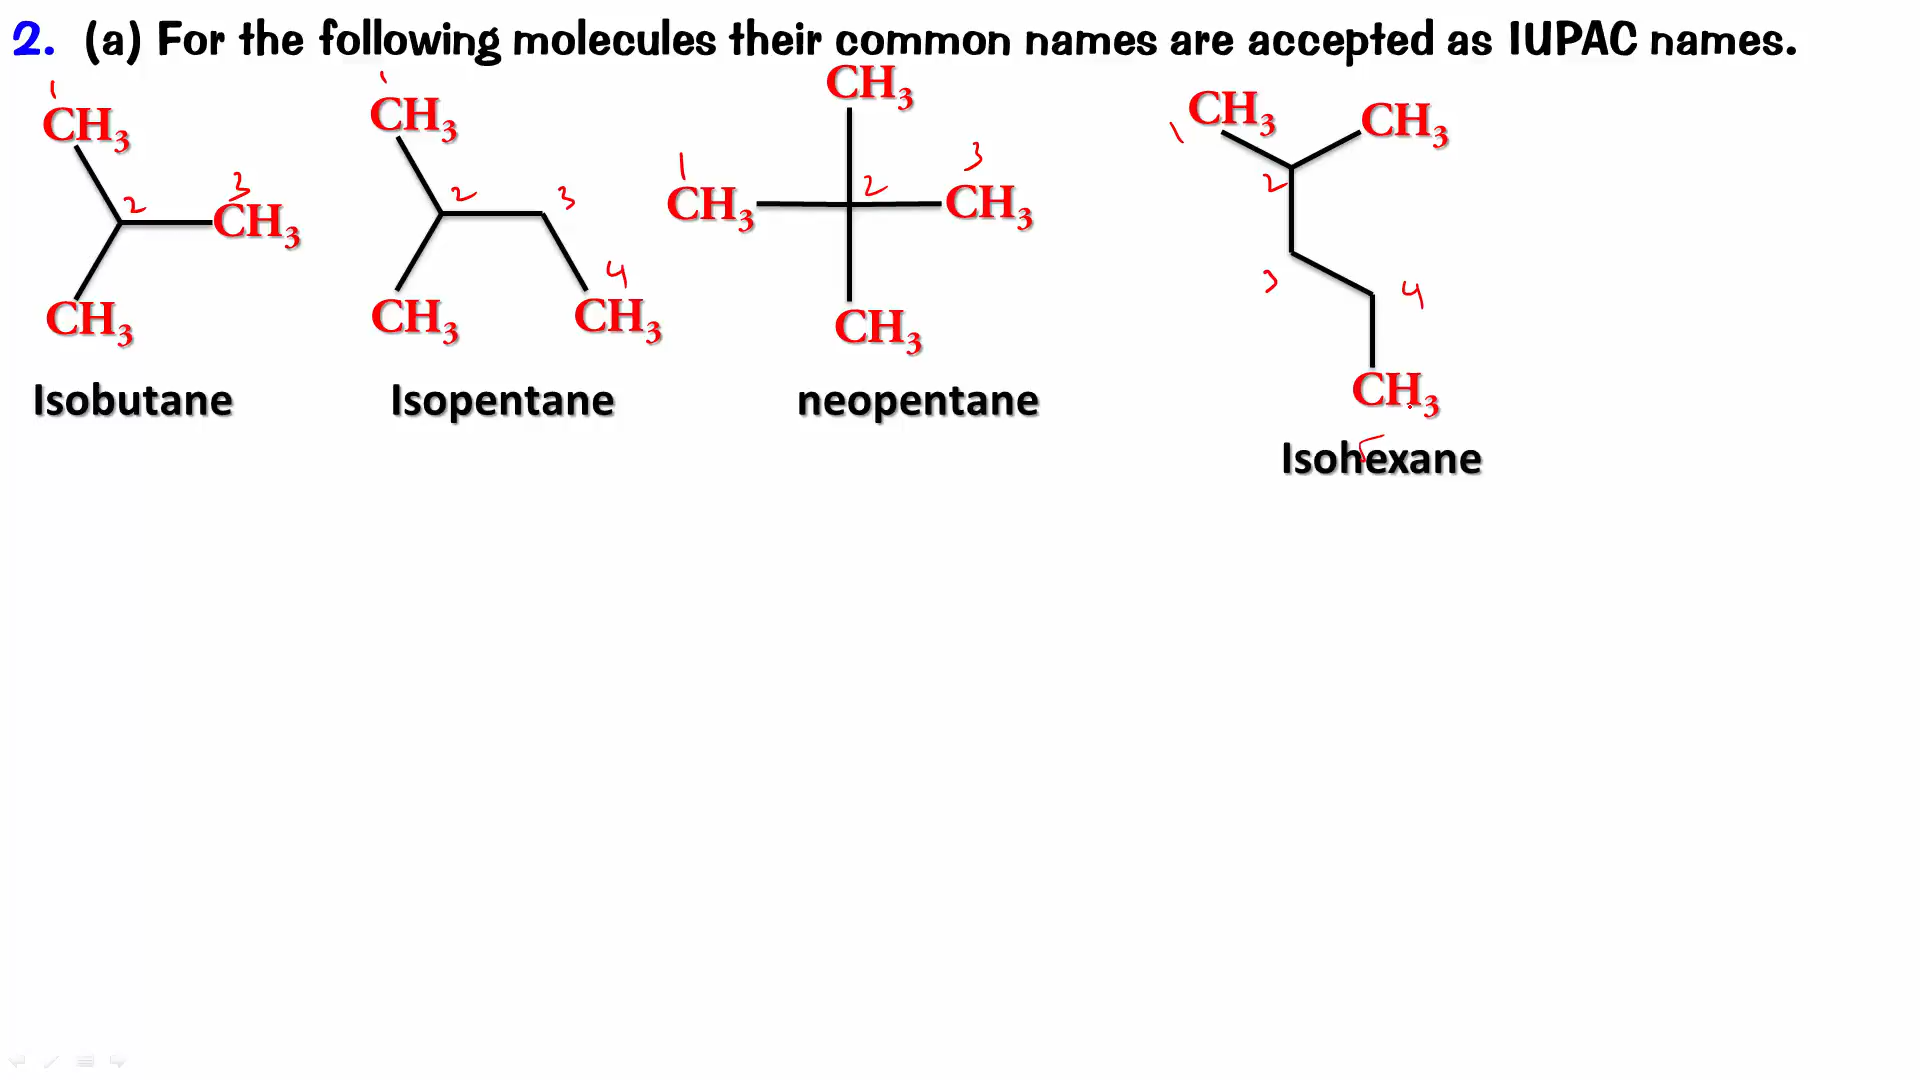 2. (a) For the following molecules their common names are accepted as IUPAC names.
1 CH₃ 2 3 CH₃ CH₃
Isobutane
1 CH₃ 2 3 4 CH₃ CH₃
Isopentane
CH₃ 1 CH₃ 2 3 CH₃ CH₃
neopentane
1 CH₃ CH₃ 2 3 4 CH₃ 5
Isohexane